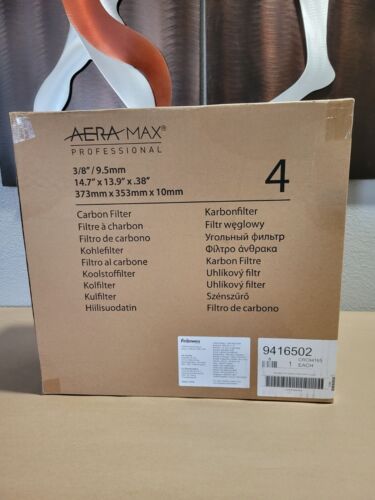 AERAMAX®
PROFESSIONAL
3/8" / 9.5mm
14.7" x 13.9" x .38"
373mm x 353mm x 10mm
4
Carbon Filter
Filtre à charbon
Filtro de carbono
Kohlefilter
Filtro al carbone
Koolstoffilter
Kolfilter
Kulfilter
Hiilisuodatin
Karbonfilter
Filtr węglowy
Угольный фильтр
Φίλτρο άνθρακα
Karbon Filtre
Uhlíkový filtr
Uhlíkový filter
Szénszűrő
Filtro de carbono
Fellowes
9416502
1
EACH